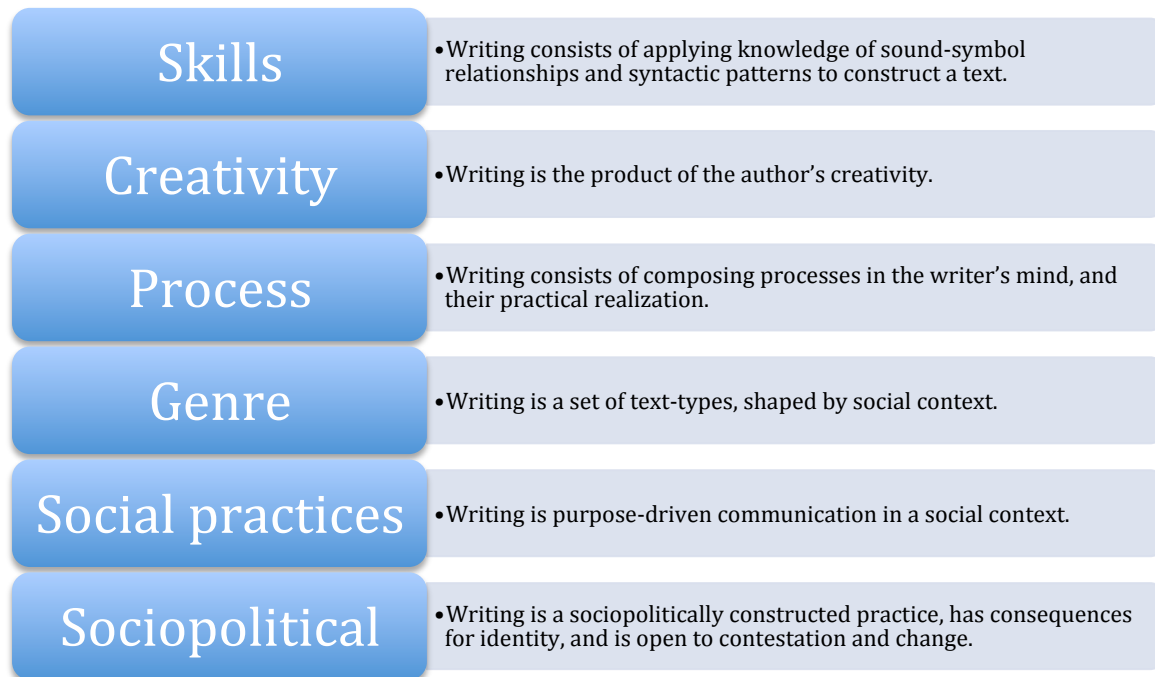 Skills
•Writing consists of applying knowledge of sound-symbol
relationships and syntactic patterns to construct a text.
Creativity
•Writing is the product of the author’s creativity.
Process
•Writing consists of composing processes in the writer’s mind, and
their practical realization.
Genre
•Writing is a set of text-types, shaped by social context.
Social practices
•Writing is purpose-driven communication in a social context.
Sociopolitical
•Writing is a sociopolitically constructed practice, has consequences
for identity, and is open to contestation and change.